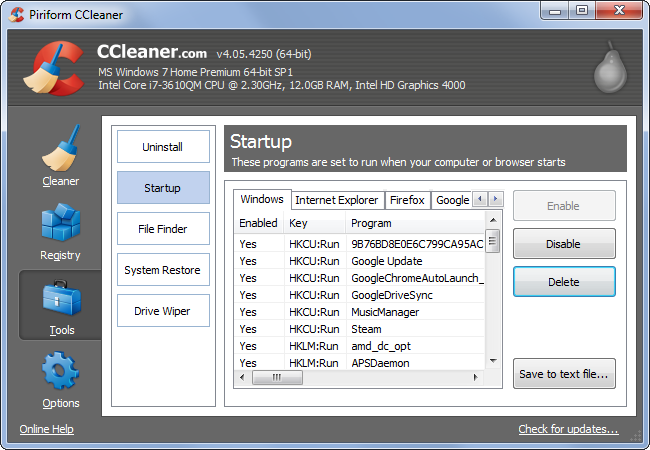 Piriform CCleaner
CCleaner.com v4.05.4250 (64-bit)
MS Windows 7 Home Premium 64-bit SP1
Intel Core i7-3610QM CPU @ 2.30GHz, 12.0GB RAM, Intel HD Graphics 4000
Cleaner
Registry
Tools
Options
Uninstall
Startup
File Finder
System Restore
Drive Wiper
Startup
These programs are set to run when your computer or browser starts
Windows Internet Explorer Firefox Google
Enabled Key Program
Yes HKCU:Run 9B76BD8E0E6C799CA95AC
Yes HKCU:Run Google Update
Yes HKCU:Run GoogleChromeAutoLaunch_
Yes HKCU:Run GoogleDriveSync
Yes HKCU:Run MusicManager
Yes HKCU:Run Steam
Yes HKLM:Run amd_dc_opt
Yes HKLM:Run APSDaemon
Enable
Disable
Delete
Save to text file...
Online Help
Check for updates...